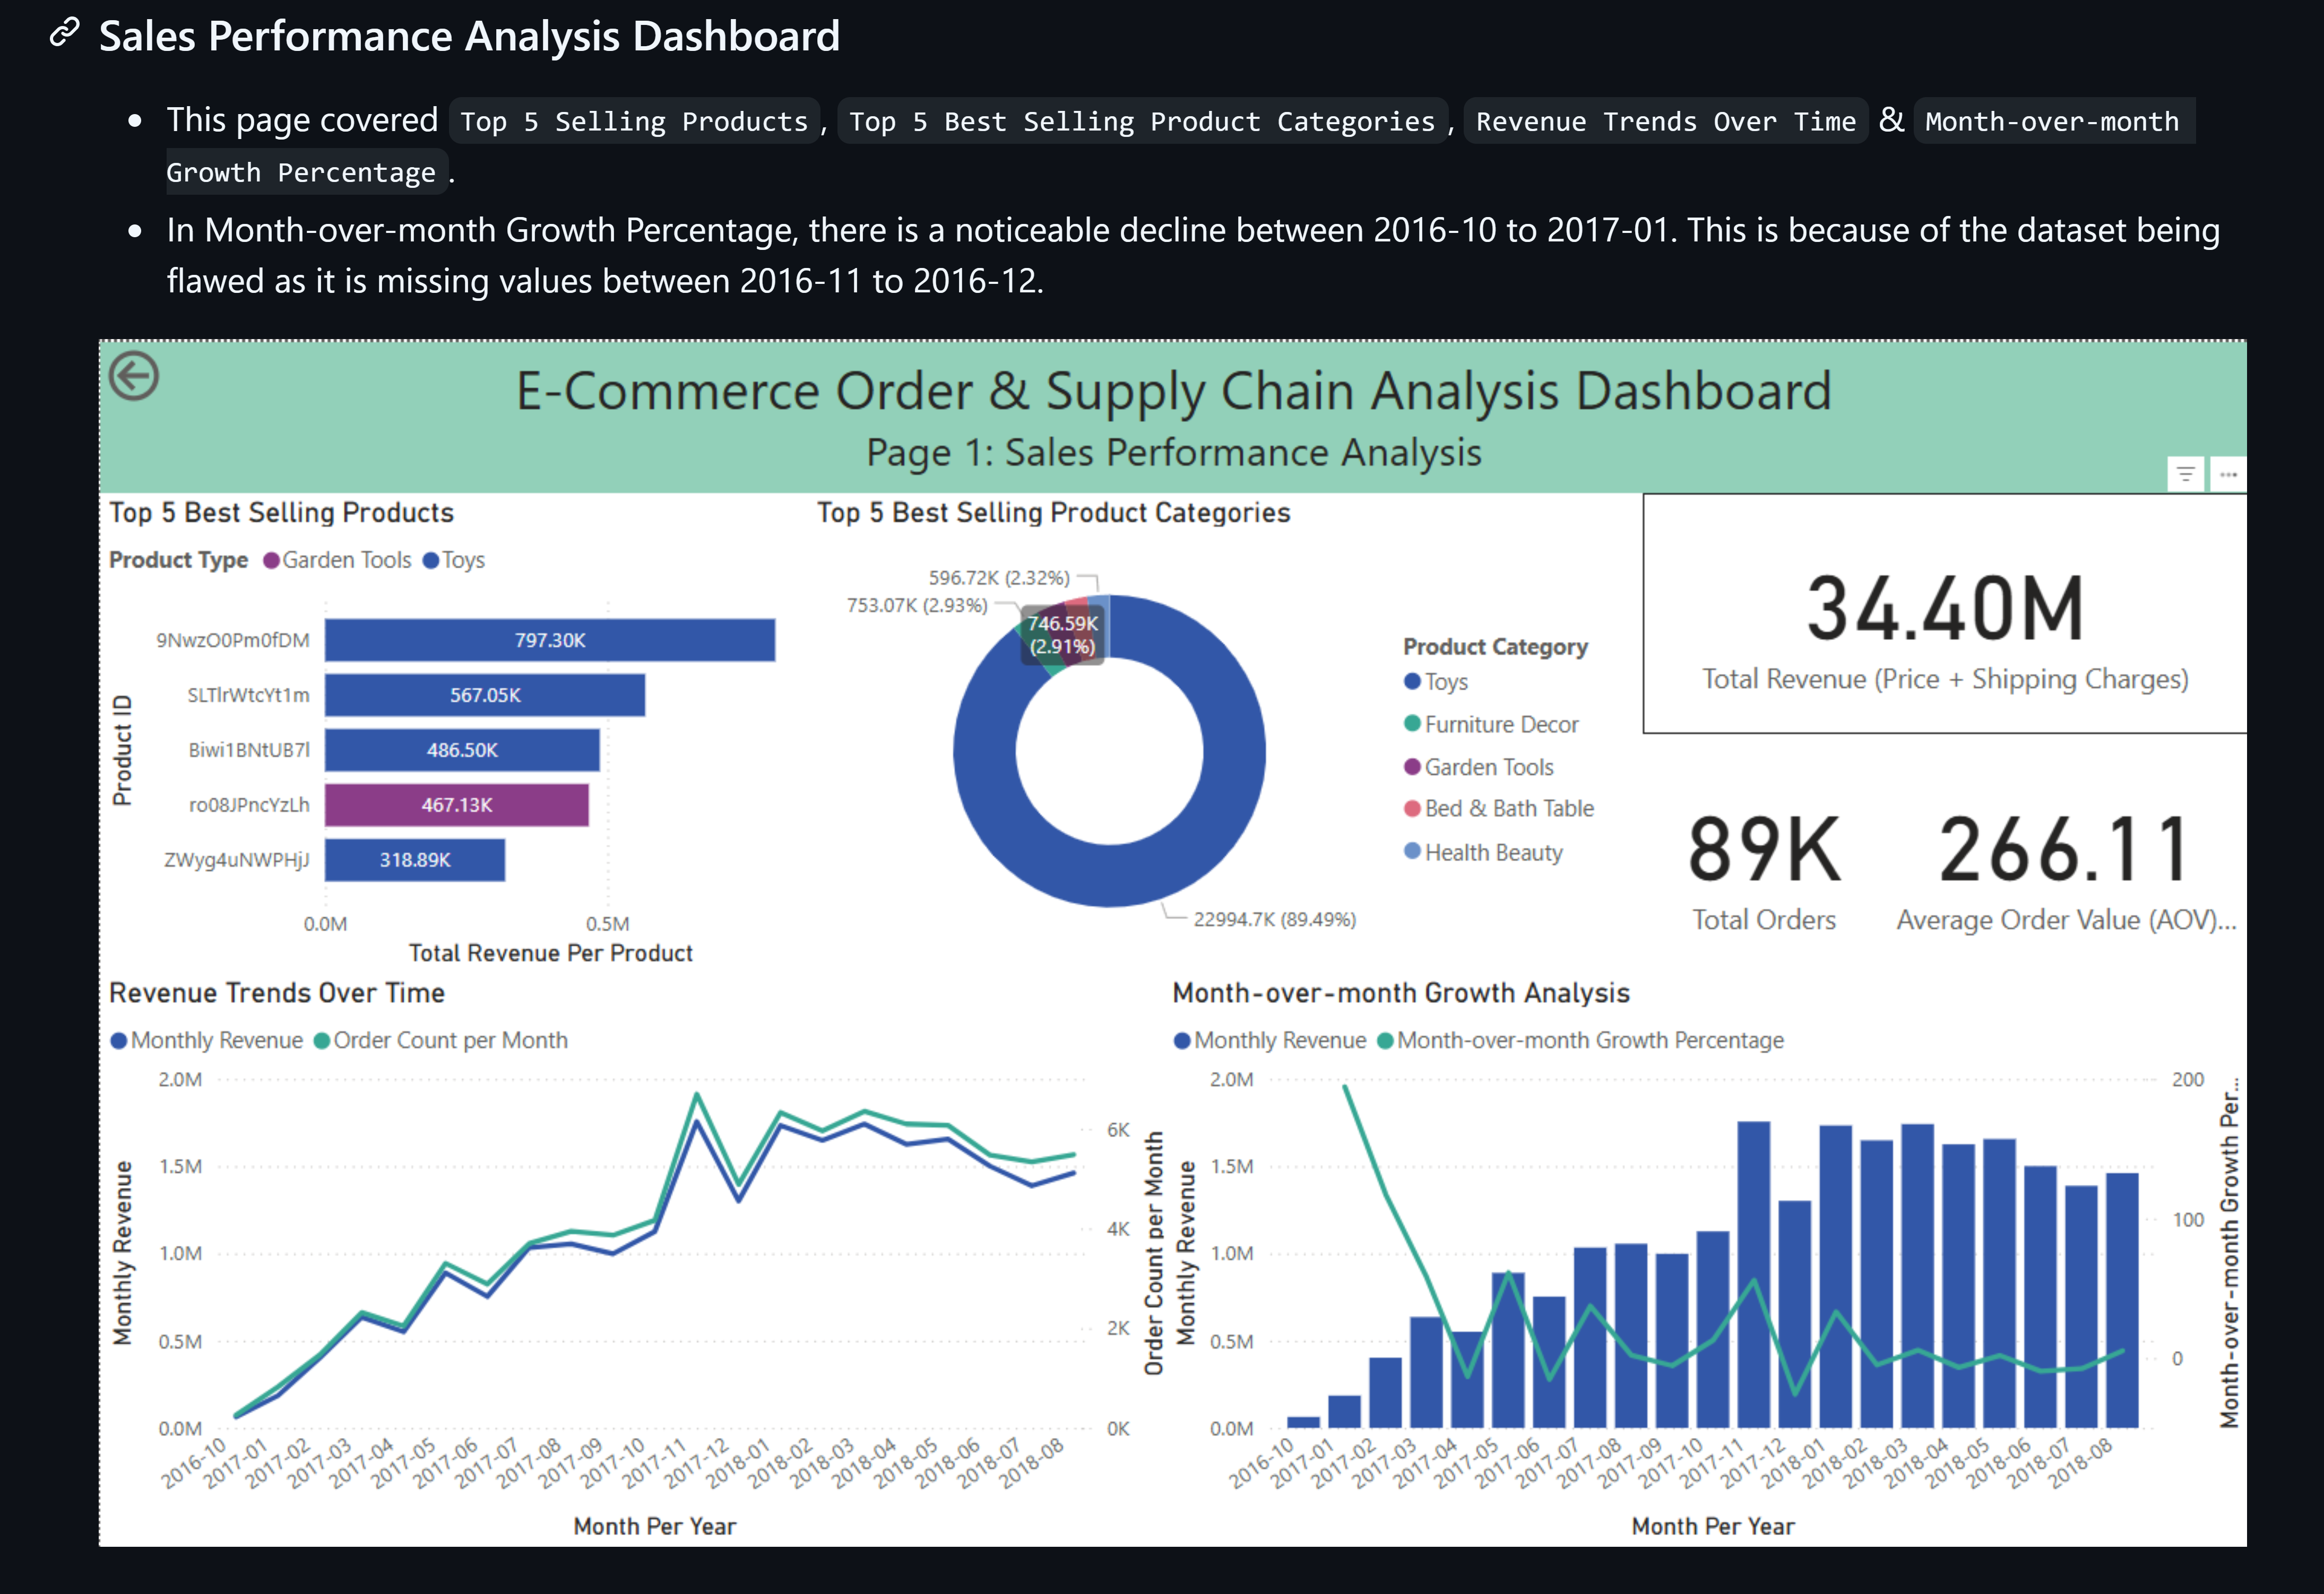 Sales Performance Analysis Dashboard
This page covered Top 5 Selling Products, Top 5 Best Selling Product Categories, Revenue Trends Over Time & Month-over-month
Growth Percentage.
In Month-over-month Growth Percentage, there is a noticeable decline between 2016-10 to 2017-01. This is because of the dataset being
flawed as it is missing values between 2016-11 to 2016-12.
E-Commerce Order & Supply Chain Analysis Dashboard
Page 1: Sales Performance Analysis
Top 5 Best Selling Products
Product Type Garden Tools Toys
Product ID
9NwzO0Pm0fDM 797.30K
SLTlrWtcYt1m 567.05K
Biwi1BNtUB7l 486.50K
ro08JPncYzLh 467.13K
ZWyg4uNWPHjJ 318.89K
0.0M 0.5M
Total Revenue Per Product
Top 5 Best Selling Product Categories
596.72K (2.32%)
753.07K (2.93%)
746.59K
(2.91%)
22994.7K (89.49%)
Product Category
Toys
Furniture Decor
Garden Tools
Bed & Bath Table
Health Beauty
34.40M
Total Revenue (Price + Shipping Charges)
89K
Total Orders
266.11
Average Order Value (AOV)...
Revenue Trends Over Time
Monthly Revenue Order Count per Month
Monthly Revenue
2.0M
1.5M
1.0M
0.5M
0.0M
6K
4K
2K
0K
Order Count per Month
2016-10 2017-01 2017-02 2017-03 2017-04 2017-05 2017-06 2017-07 2017-08 2017-09 2017-10 2017-11 2017-12 2018-01 2018-02 2018-03 2018-04 2018-05 2018-06 2018-07 2018-08
Month Per Year
Month-over-month Growth Analysis
Monthly Revenue Month-over-month Growth Percentage
Monthly Revenue
2.0M
1.5M
1.0M
0.5M
0.0M
200
100
0
Month-over-month Growth Per...
2016-10 2017-01 2017-02 2017-03 2017-04 2017-05 2017-06 2017-07 2017-08 2017-09 2017-10 2017-11 2017-12 2018-01 2018-02 2018-03 2018-04 2018-05 2018-06 2018-07 2018-08
Month Per Year